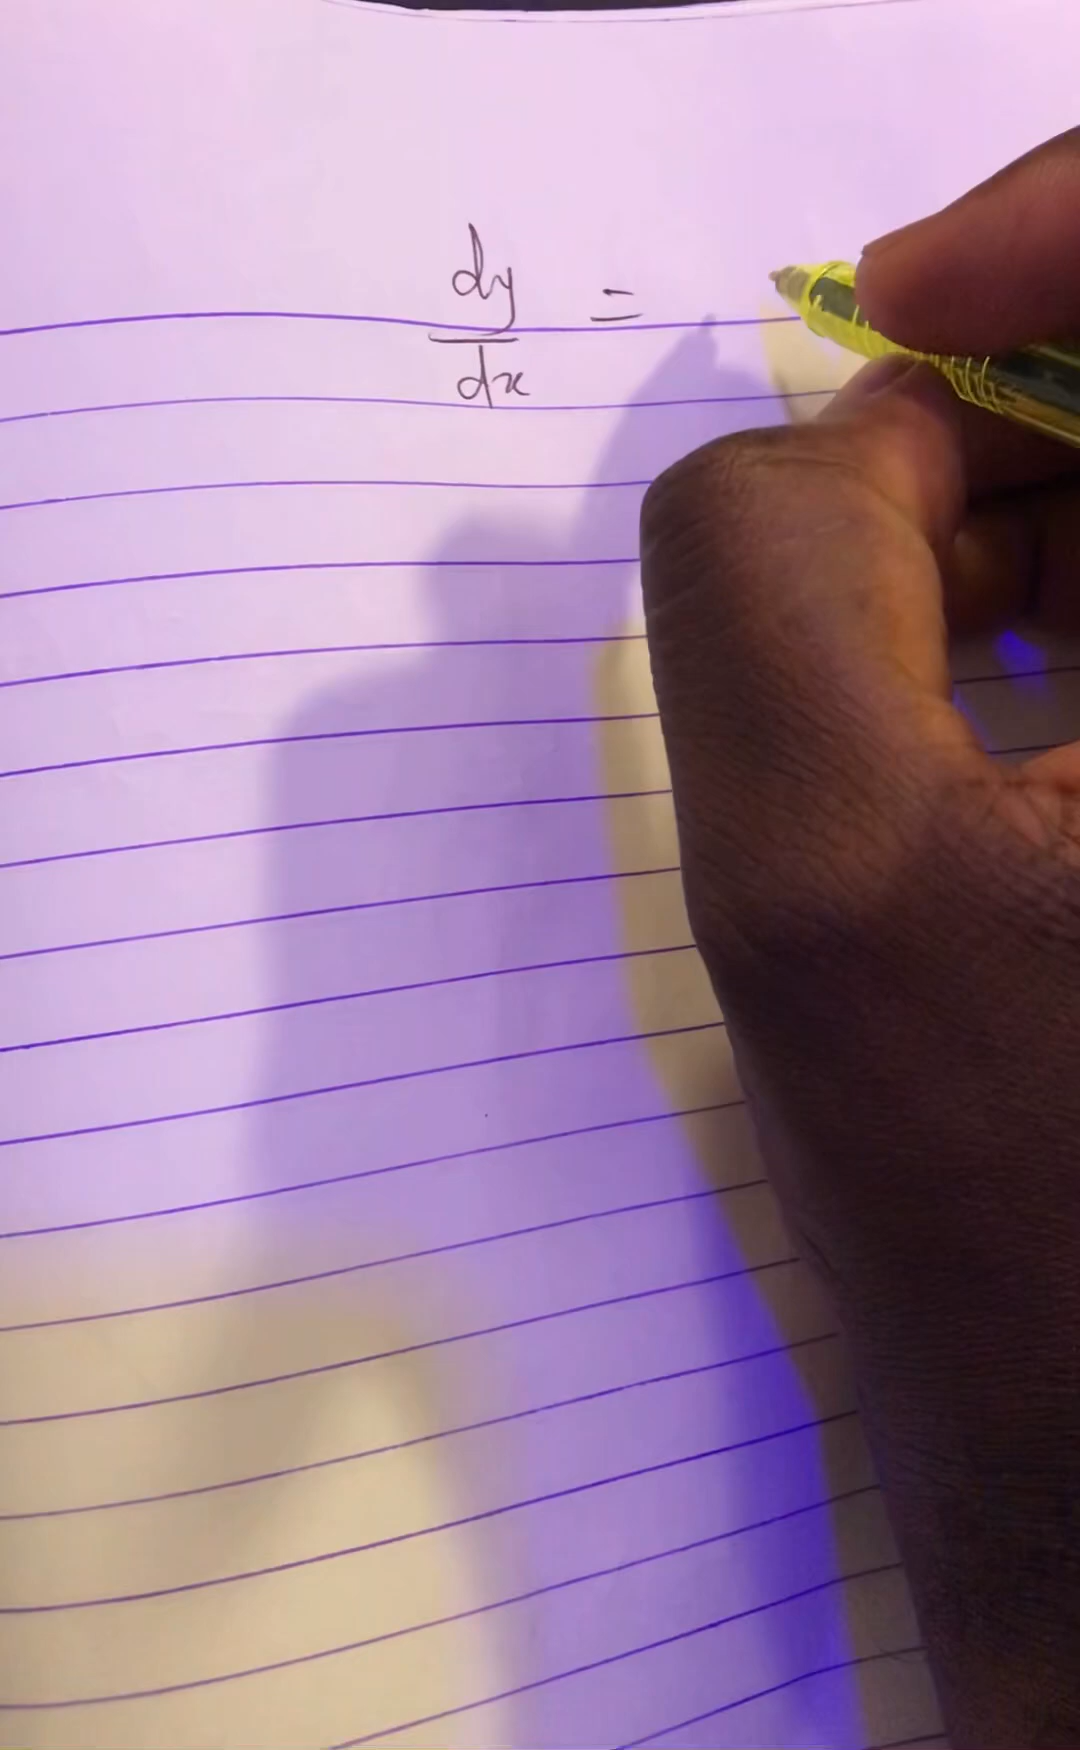 dy/dx =